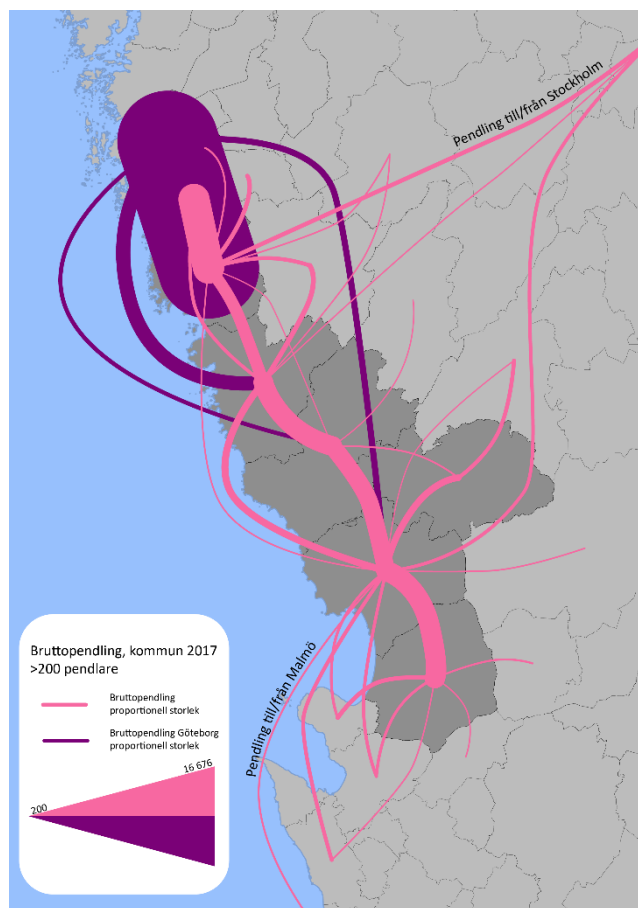 Pendling till/från Stockholm
Pendling till/från Malmö
Bruttopendling, kommun 2017
>200 pendlare
Bruttopendling
proportionell storlek
Bruttopendling Göteborg
proportionell storlek
16 676
200